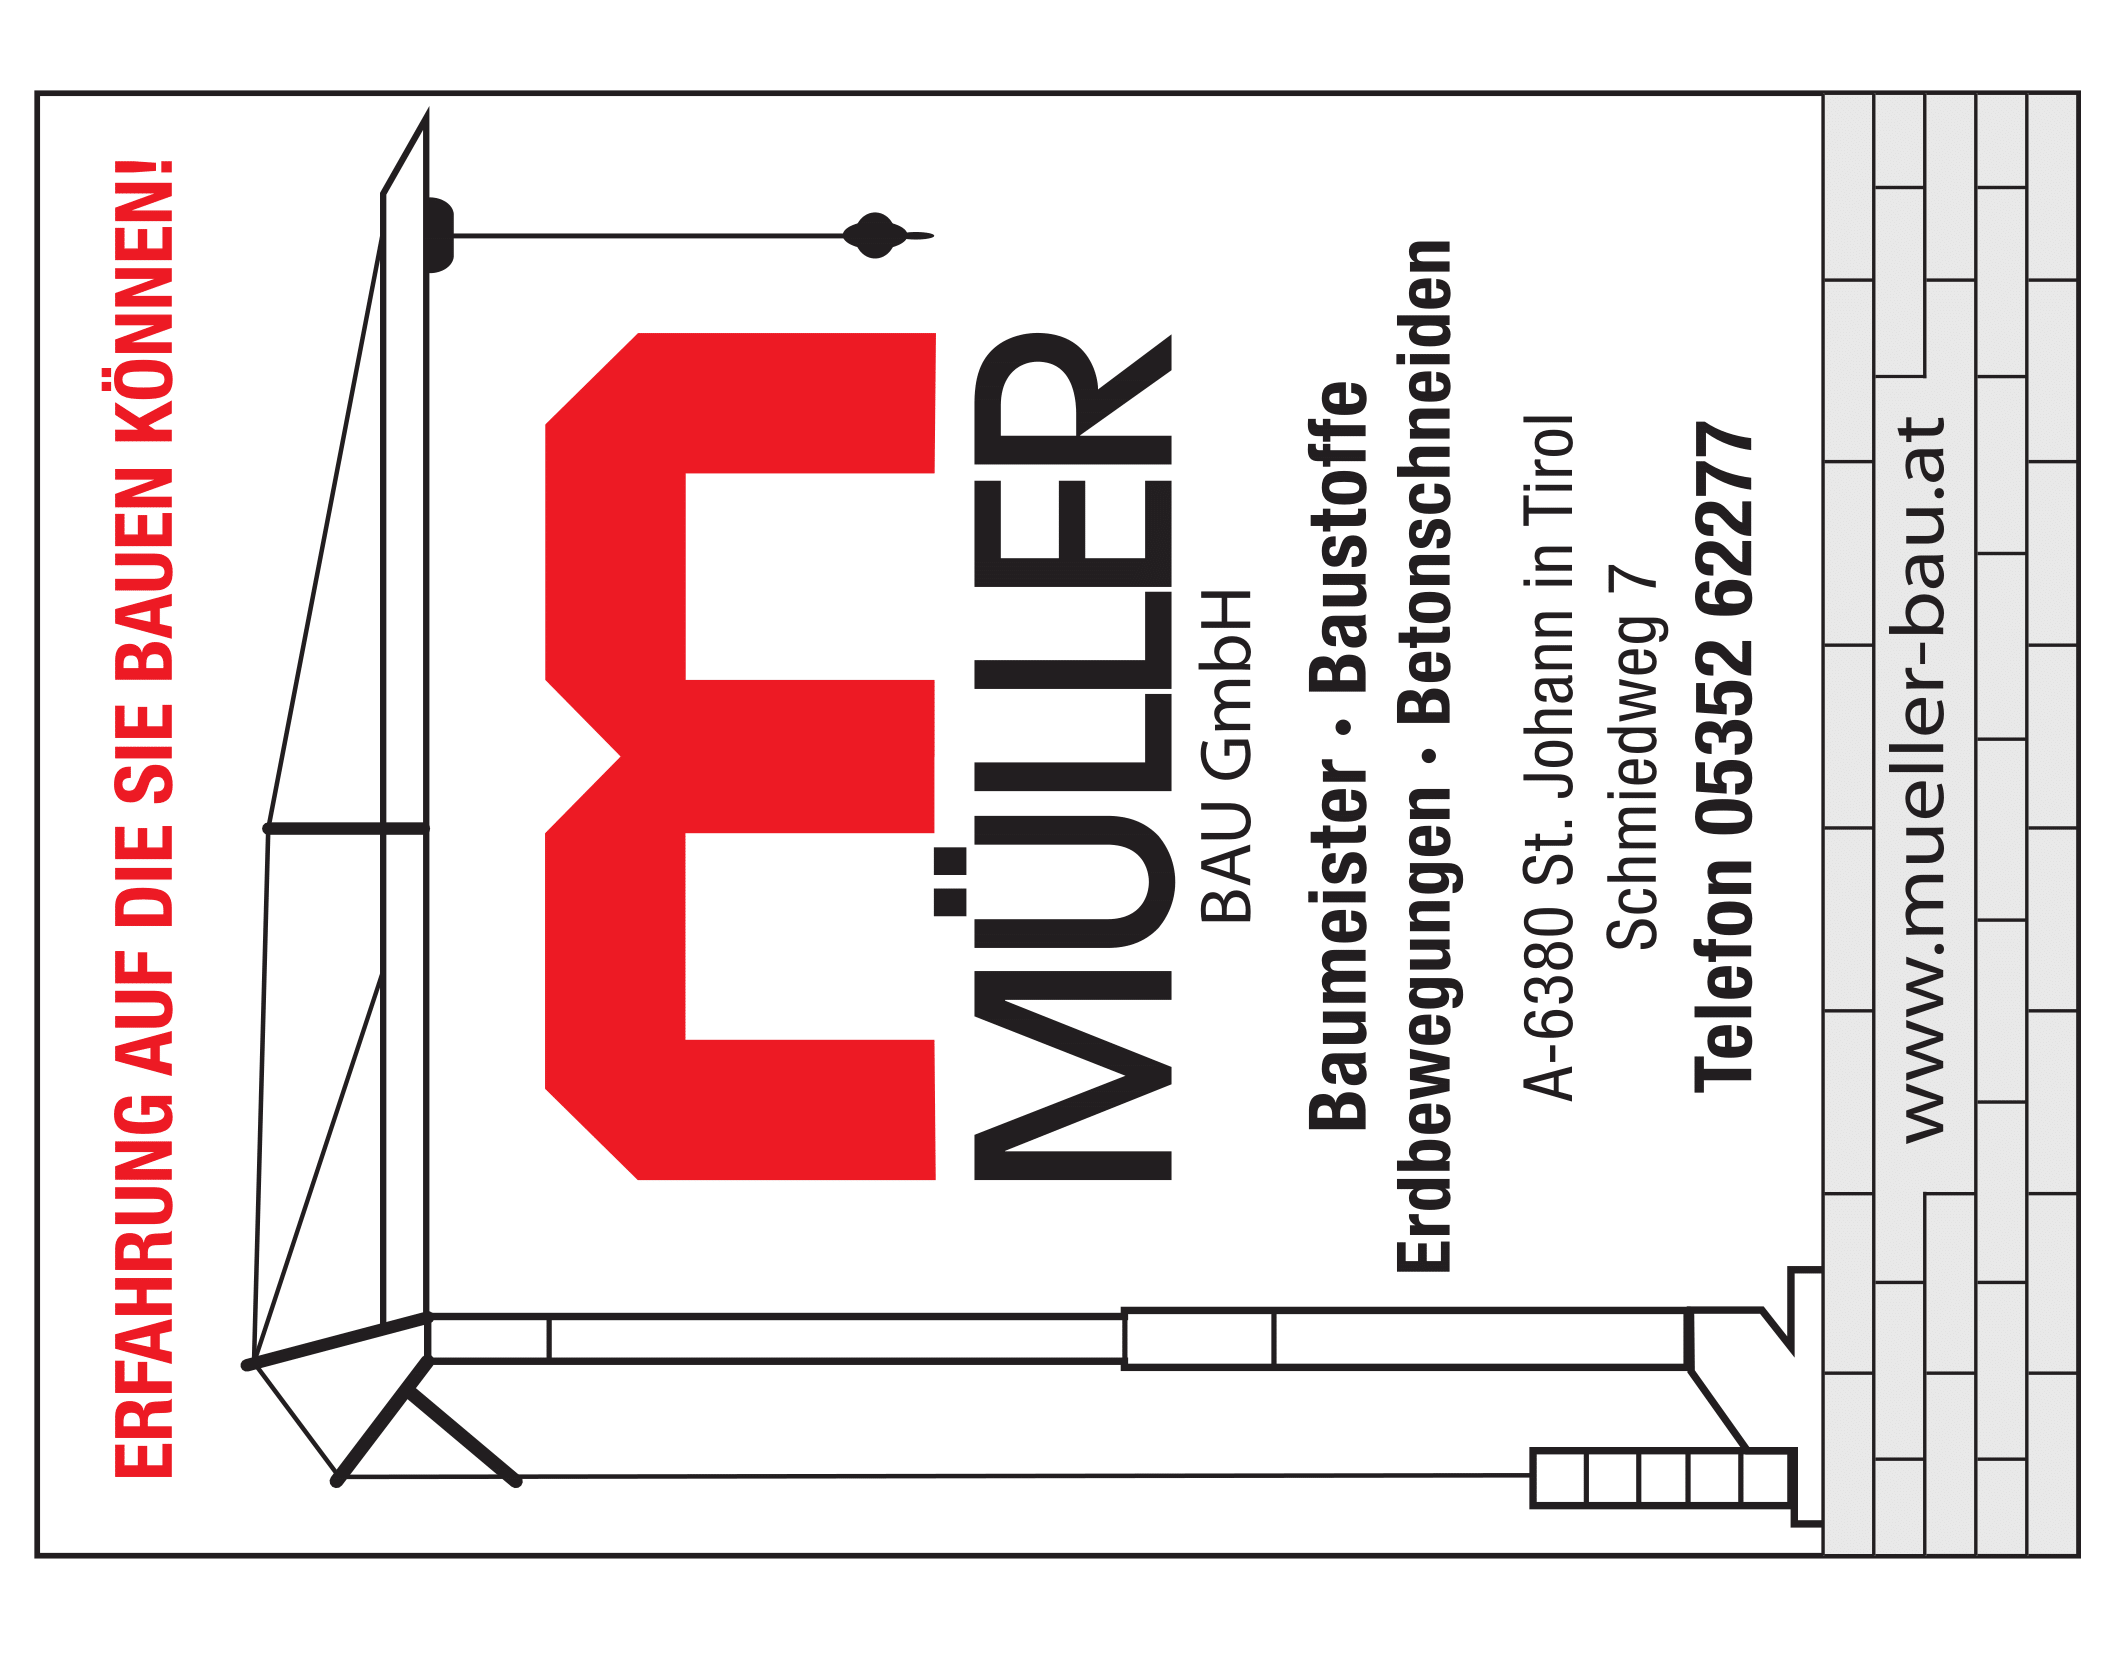 ERFAHRUNG AUF DIE SIE BAUEN KÖNNEN!
MÜLLER
BAU GmbH
Baumeister • Baustoffe
Erdbewegungen • Betonschneiden
A-6380 St. Johann in Tirol
Schmiedweg 7
Telefon 05352 62277
www.mueller-bau.at